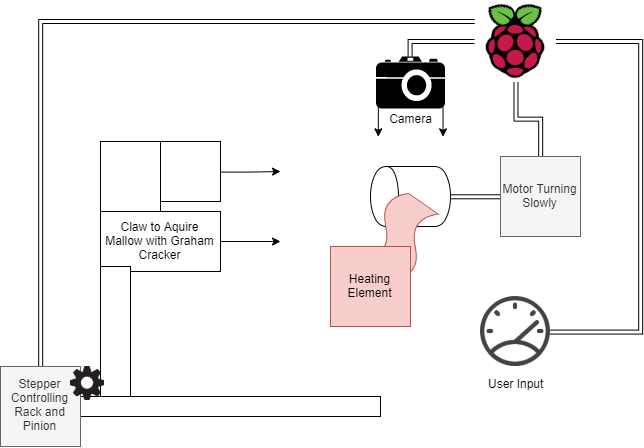 Camera
Motor Turning
Slowly
Claw to Aquire
Mallow with Graham
Cracker
Heating
Element
User Input
Stepper
Controlling
Rack and
Pinion